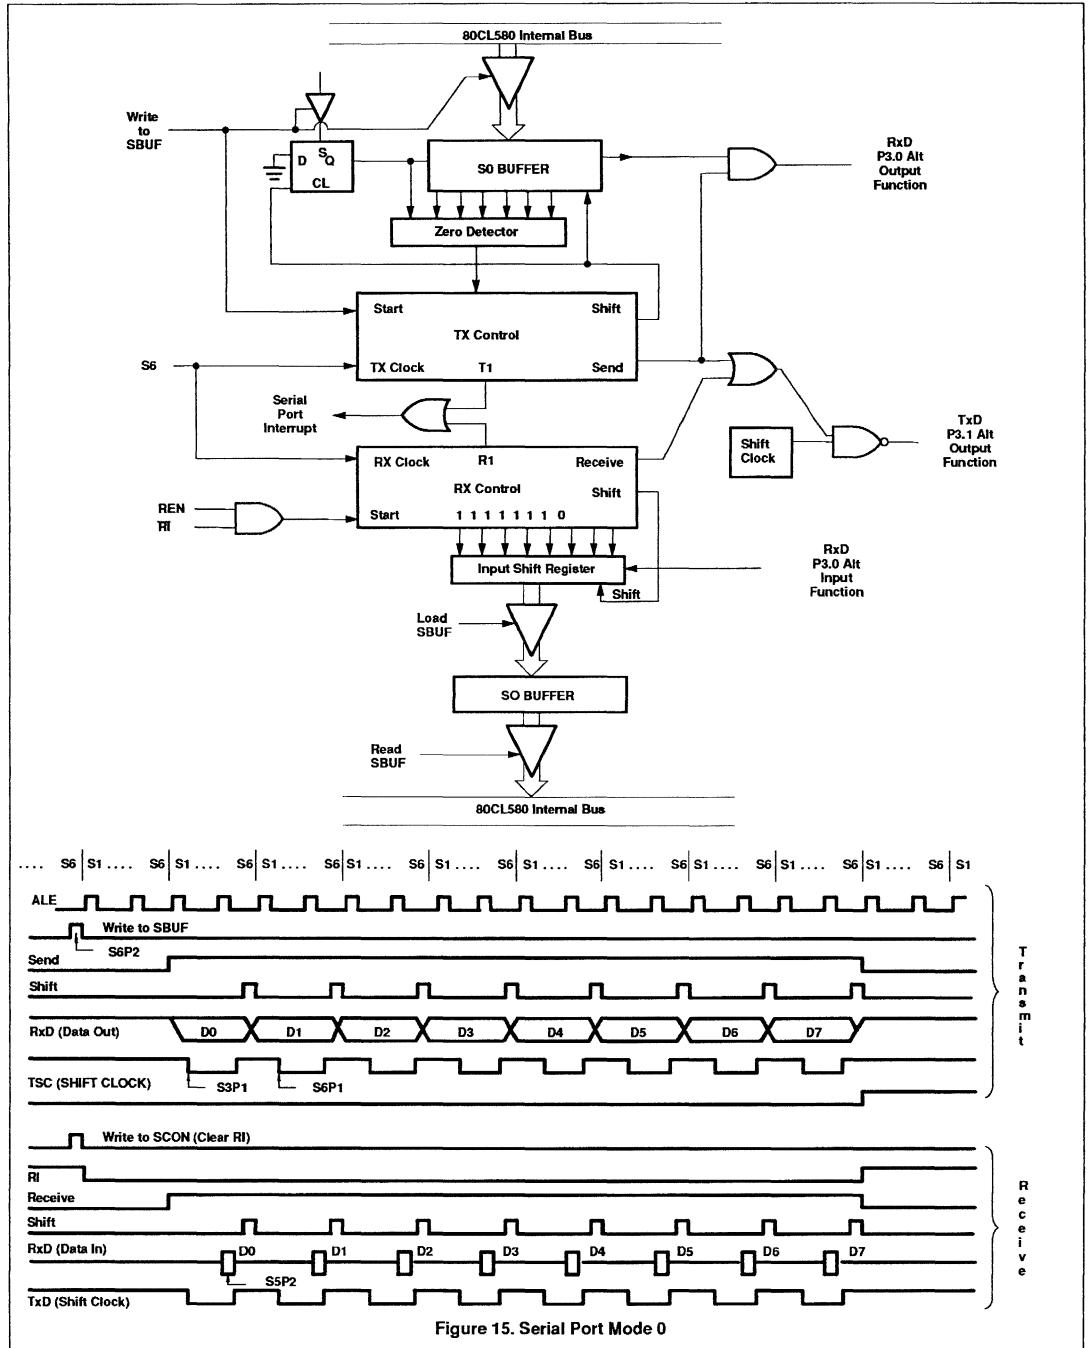 80CL580 Internal Bus
Write
to
SBUF
D
S
Q
CL
S0 BUFFER
RxD
P3.0 Alt
Output
Function
Zero Detector
Start
Shift
TX Control
S6
TX Clock
T1
Send
Serial
Port
Interrupt
Shift
Clock
TxD
P3.1 Alt
Output
Function
RX Clock
R1
Receive
RX Control
Shift
REN
RI
Start
1 1 1 1 1 1 1 0
Input Shift Register
Shift
RxD
P3.0 Alt
Input
Function
Load
SBUF
SO BUFFER
Read
SBUF
80CL580 Internal Bus
.... S6 S1 .... S6 S1 .... S6 S1 .... S6 S1 .... S6 S1 .... S6 S1 .... S6 S1 .... S6 S1 .... S6 S1 .... S6 S1 .... S6 S1
ALE
Write to SBUF
S6P2
Send
Shift
RxD (Data Out) D0 D1 D2 D3 D4 D5 D6 D7
TSC (SHIFT CLOCK) S3P1 S6P1
Transmit
Write to SCON (Clear RI)
RI
Receive
Shift
RxD (Data In) D0 D1 D2 D3 D4 D5 D6 D7
S5P2
TxD (Shift Clock)
Receive
Figure 15. Serial Port Mode 0